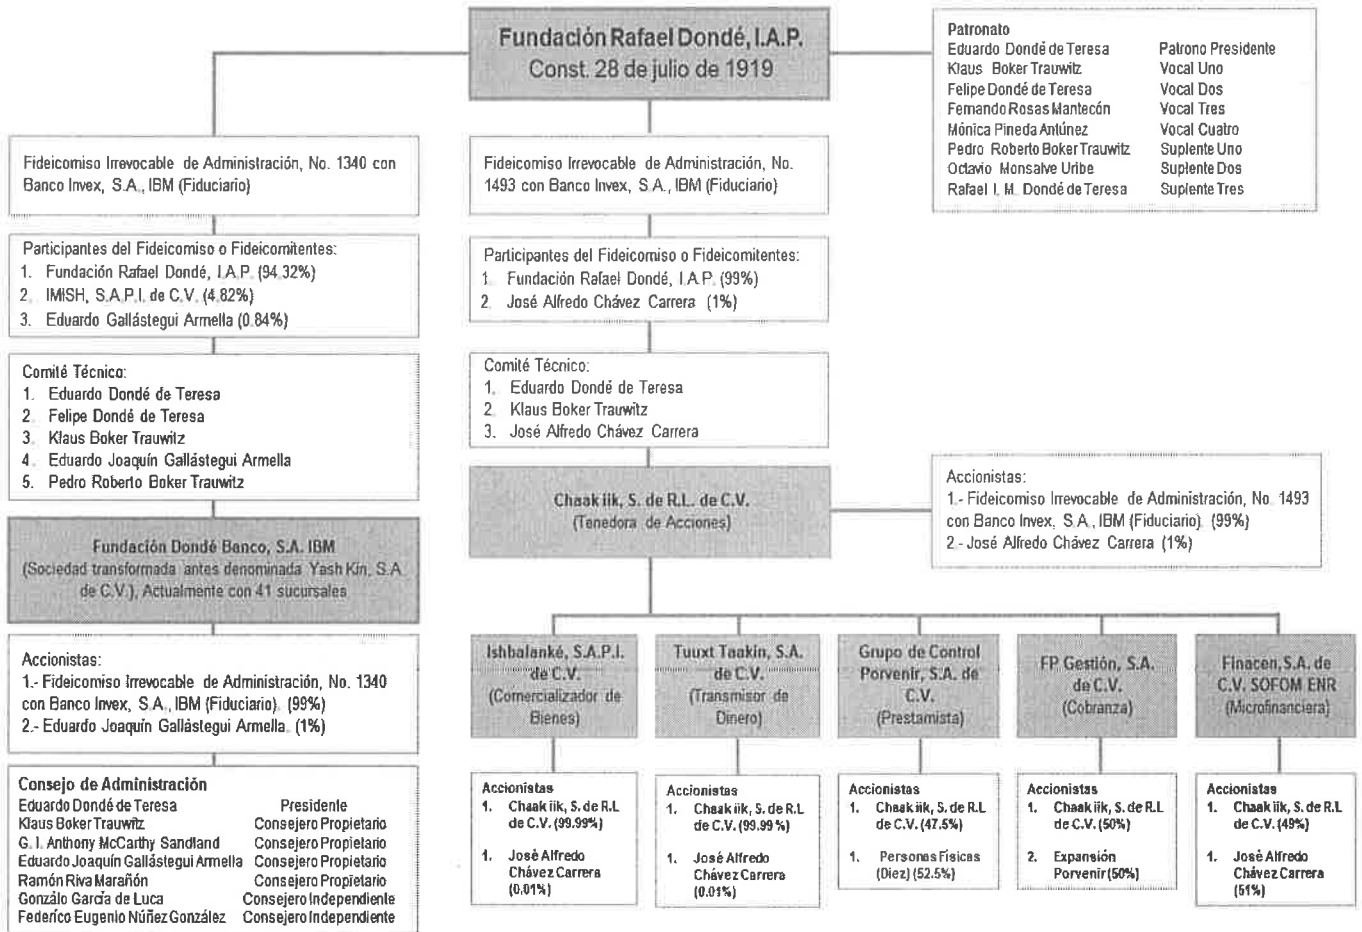 Fundación Rafael Dondé, I.A.P.
Const. 28 de julio de 1919
Patronato
Eduardo Dondé de Teresa Patrono Presidente
Klaus Boker Trauwitz Vocal Uno
Felipe Dondé de Teresa Vocal Dos
Fernando Rosas Mantecón Vocal Tres
Mónica Pineda Antúnez Vocal Cuatro
Pedro Roberto Boker Trauwitz Suplente Uno
Octavio Monsalve Uribe Suplente Dos
Rafael I. M. Dondé de Teresa Suplente Tres
Fideicomiso Irrevocable de Administración, No. 1340 con
Banco Invex, S.A., IBM (Fiduciario)
Participantes del Fideicomiso o Fideicomitentes:
1. Fundación Rafael Dondé, I.A.P. (94.32%)
2. IMiSH, S.A.P.I. de C.V. (4.82%)
3. Eduardo Gallástegui Armella (0.84%)
Comité Técnico:
1. Eduardo Dondé de Teresa
2. Felipe Dondé de Teresa
3. Klaus Boker Trauwitz
4. Eduardo Joaquín Gallástegui Armella
5. Pedro Roberto Boker Trauwitz
Fundación Dondé Banco, S.A. IBM
(Sociedad transformada antes denominada Yash Kin, S.A.
de C.V.), Actualmente con 41 sucursales
Accionistas:
1.- Fideicomiso Irrevocable de Administración, No. 1340
con Banco Invex, S.A., IBM (Fiduciario). (99%)
2.- Eduardo Joaquín Gallástegui Armella. (1%)
Consejo de Administración
Eduardo Dondé de Teresa Presidente
Klaus Boker Trauwitz Consejero Propietario
G. I. Anthony McCarthy Sandland Consejero Propietario
Eduardo Joaquín Gallástegui Armella Consejero Propietario
Ramón Riva Marañón Consejero Propietario
Gonzálo García de Luca Consejero Independiente
Federico Eugenio Núñez González Consejero Independiente
Fideicomiso Irrevocable de Administración, No.
1493 con Banco Invex, S.A., IBM (Fiduciario)
Participantes del Fideicomiso o Fideicomitentes:
1. Fundación Rafael Dondé, I.A.P. (99%)
2. José Alfredo Chávez Carrera (1%)
Comité Técnico:
1. Eduardo Dondé de Teresa
2. Klaus Boker Trauwitz
3. José Alfredo Chávez Carrera
Chaak iik, S. de R.L. de C.V.
(Tenedora de Acciones)
Accionistas:
1.- Fideicomiso Irrevocable de Administración, No. 1493
con Banco Invex, S.A., IBM (Fiduciario). (99%)
2.- José Alfredo Chávez Carrera (1%)
Ishbalanké, S.A.P.I.
de C.V.
(Comercializador de
Bienes)
Accionistas
1. Chaak iik, S. de R.L
de C.V. (99.99%)
1. José Alfredo
Chávez Carrera
(0.01%)
Tuuxt Taakin, S.A.
de C.V.
(Transmisor de
Dinero)
Accionistas
1. Chaak iik, S. de R.L
de C.V. (99.99 %)
1. José Alfredo
Chávez Carrera
(0.01%)
Grupo de Control
Porvenir, S.A. de
C.V.
(Prestamista)
Accionistas
1. Chaak iik, S. de R.L
de C.V. (47.5%)
1. Personas Físicas
(Diez) (52.5%)
FP Gestión, S.A.
de C.V.
(Cobranza)
Accionistas
1. Chaak iik, S. de R.L
de C.V. (50%)
2. Expansión
Porvenir (50%)
Finacen, S.A. de
C.V. SOFOM ENR
(Microfinanciera)
Accionistas
1. Chaak iik, S. de R.L
de C.V. (49%)
1. José Alfredo
Chávez Carrera
(51%)